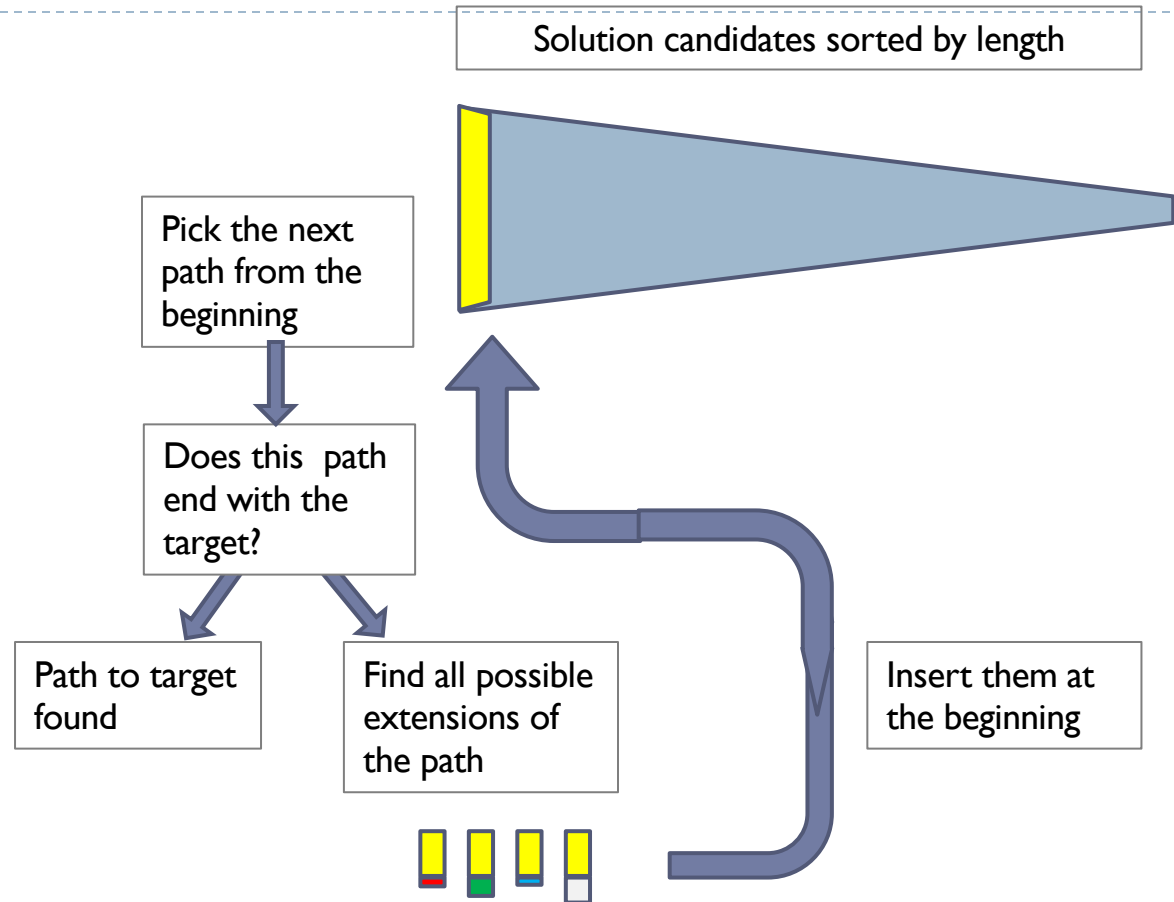 Solution candidates sorted by length
Pick the next
path from the
beginning
Does this  path
end with the
target?
Path to target
found
Find all possible
extensions of
the path
Insert them at
the beginning